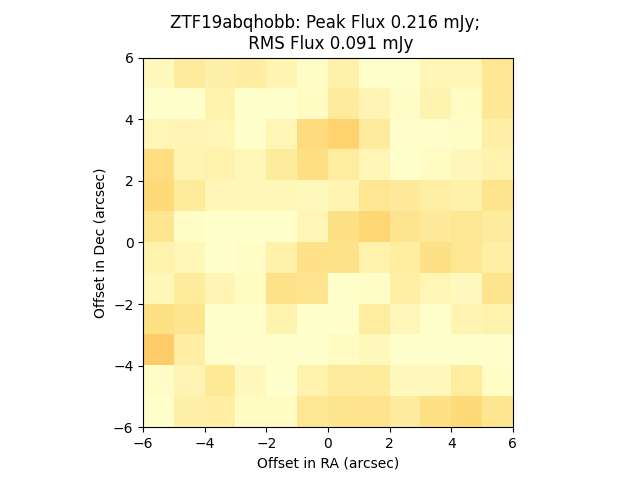 ZTF19abqhobb: Peak Flux 0.216 mJy;
RMS Flux 0.091 mJy
6
4
2
0
−2
−4
−6
Offset in Dec (arcsec)
−6 −4 −2 0 2 4 6
Offset in RA (arcsec)